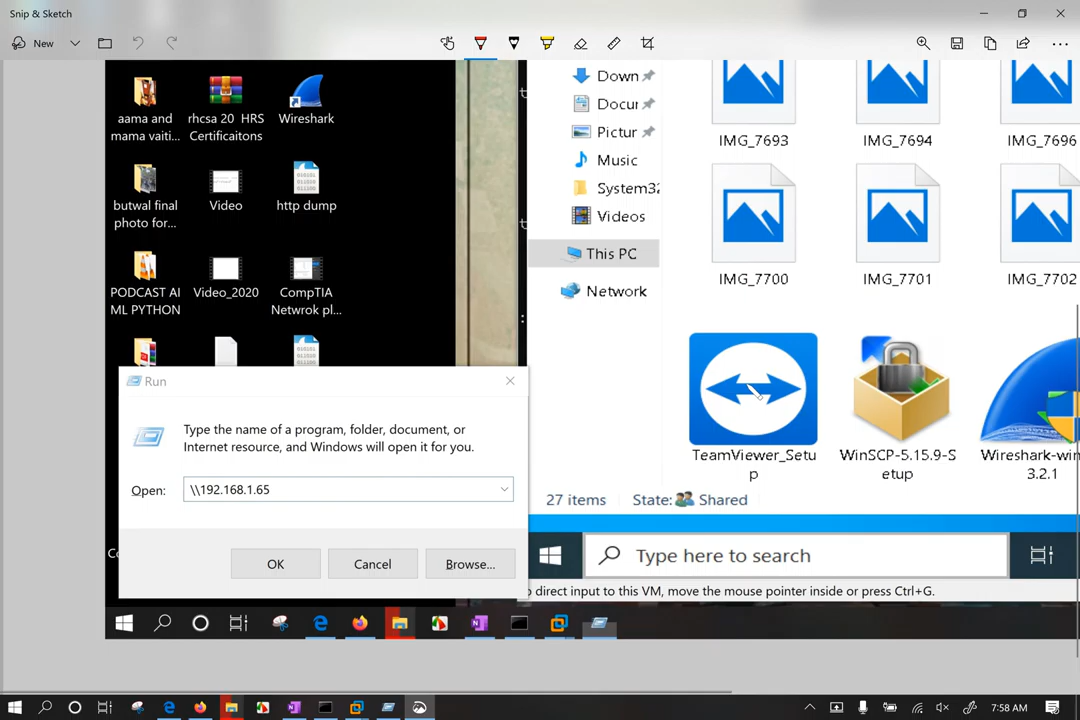 Snip & Sketch
New
aama and
mama vaiti...
rhcsa 20 HRS
Certificaitons
Wireshark
butwal final
photo for...
Video
http dump
PODCAST AI
ML PYTHON
Video_2020
CompTIA
Netwrok pl...
Down
Docur
Pictur
Music
System32
Videos
This PC
Network
IMG_7693
IMG_7694
IMG_7696
IMG_7700
IMG_7701
IMG_7702
TeamViewer_Setu
p
WinSCP-5.15.9-S
etup
Wireshark-win
3.2.1
27 items
State:
Shared
Run
Type the name of a program, folder, document, or
Internet resource, and Windows will open it for you.
Open:
\\192.168.1.65
OK
Cancel
Browse...
Type here to search
direct input to this VM, move the mouse pointer inside or press Ctrl+G.
7:58 AM